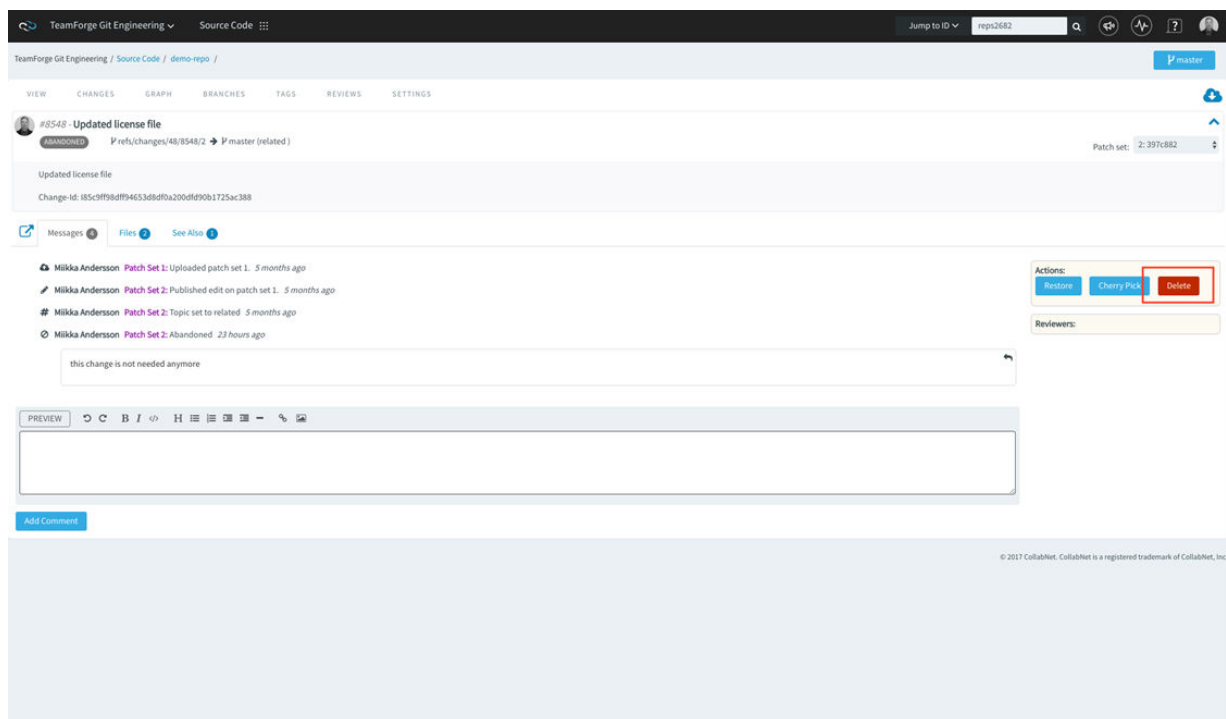 TeamForge Git Engineering Source Code Jump to ID reps2682 ?
TeamForge Git Engineering / Source Code / demo-repo / master
VIEW CHANGES GRAPH BRANCHES TAGS REVIEWS SETTINGS
#8548 - Updated license file
ABANDONED refs/changes/48/8548/2 → master (related ) Patch set: 2: 397c882
Updated license file
Change-Id: I85c9ff98dff94653d8df0a200dfd90b1725ac388
Messages 4 Files 2 See Also 1
Miikka Andersson Patch Set 1: Uploaded patch set 1. 5 months ago
Miikka Andersson Patch Set 2: Published edit on patch set 1. 5 months ago
# Miikka Andersson Patch Set 2: Topic set to related 5 months ago
Miikka Andersson Patch Set 2: Abandoned 23 hours ago
this change is not needed anymore
Actions:
Restore Cherry Pick Delete
Reviewers:
PREVIEW B I </> H
Add Comment
© 2017 CollabNet. CollabNet is a registered trademark of CollabNet, Inc